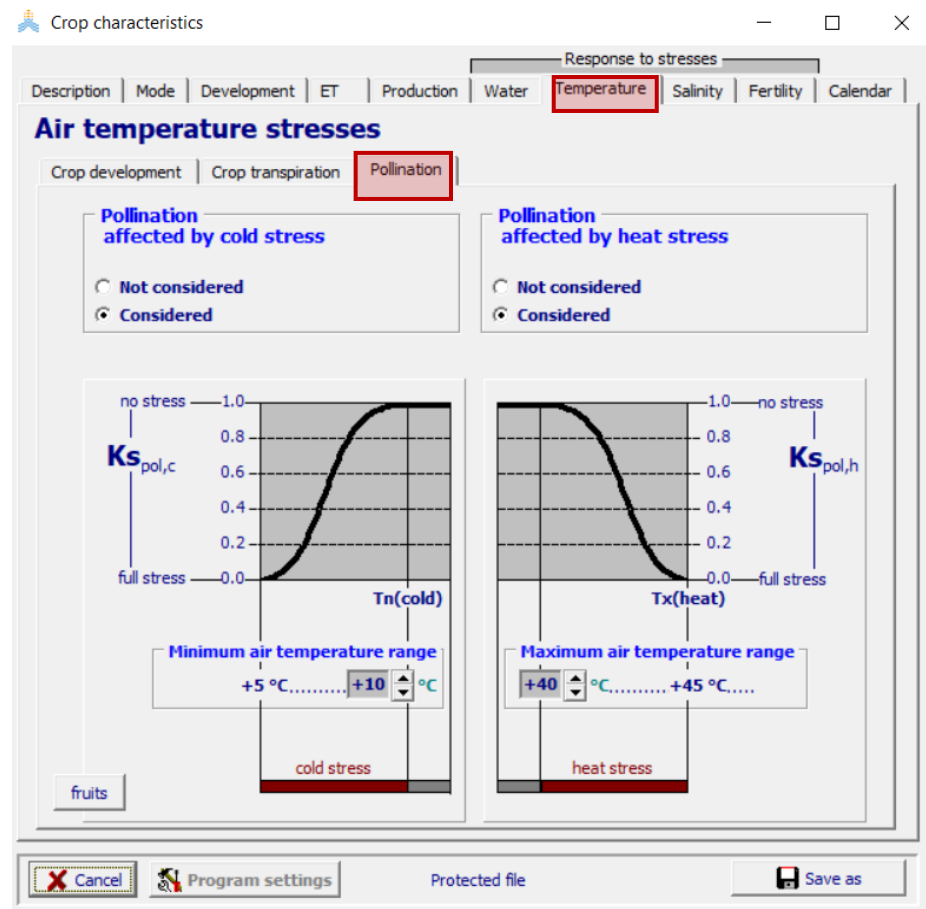 Crop characteristics
Response to stresses
Description Mode Development ET Production Water Temperature Salinity Fertility Calendar
Air temperature stresses
Crop development Crop transpiration Pollination
Pollination
affected by cold stress
Not considered
Considered
Pollination
affected by heat stress
Not considered
Considered
no stress 1.0
0.8
Ks pol,c
0.6
0.4
0.2
full stress 0.0
Tn(cold)
1.0 no stress
0.8
Ks pol,h
0.6
0.4
0.2
0.0 full stress
Tx(heat)
Minimum air temperature range
+5 °C.......... +10 °C
Maximum air temperature range
+40 °C.......... +45 °C.....
cold stress
heat stress
fruits
Cancel Program settings Protected file Save as